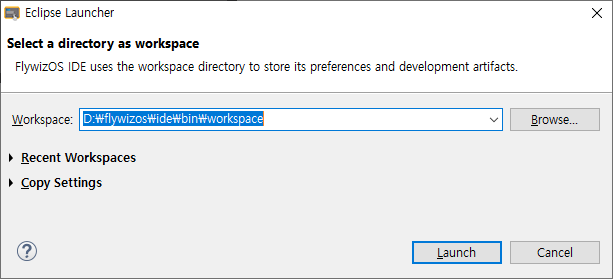 Eclipse Launcher
Select a directory as workspace
FlywizOS IDE uses the workspace directory to store its preferences and development artifacts.
Workspace: D:₩flywizos₩ide₩bin₩workspace Browse...
Recent Workspaces
Copy Settings
? Launch Cancel